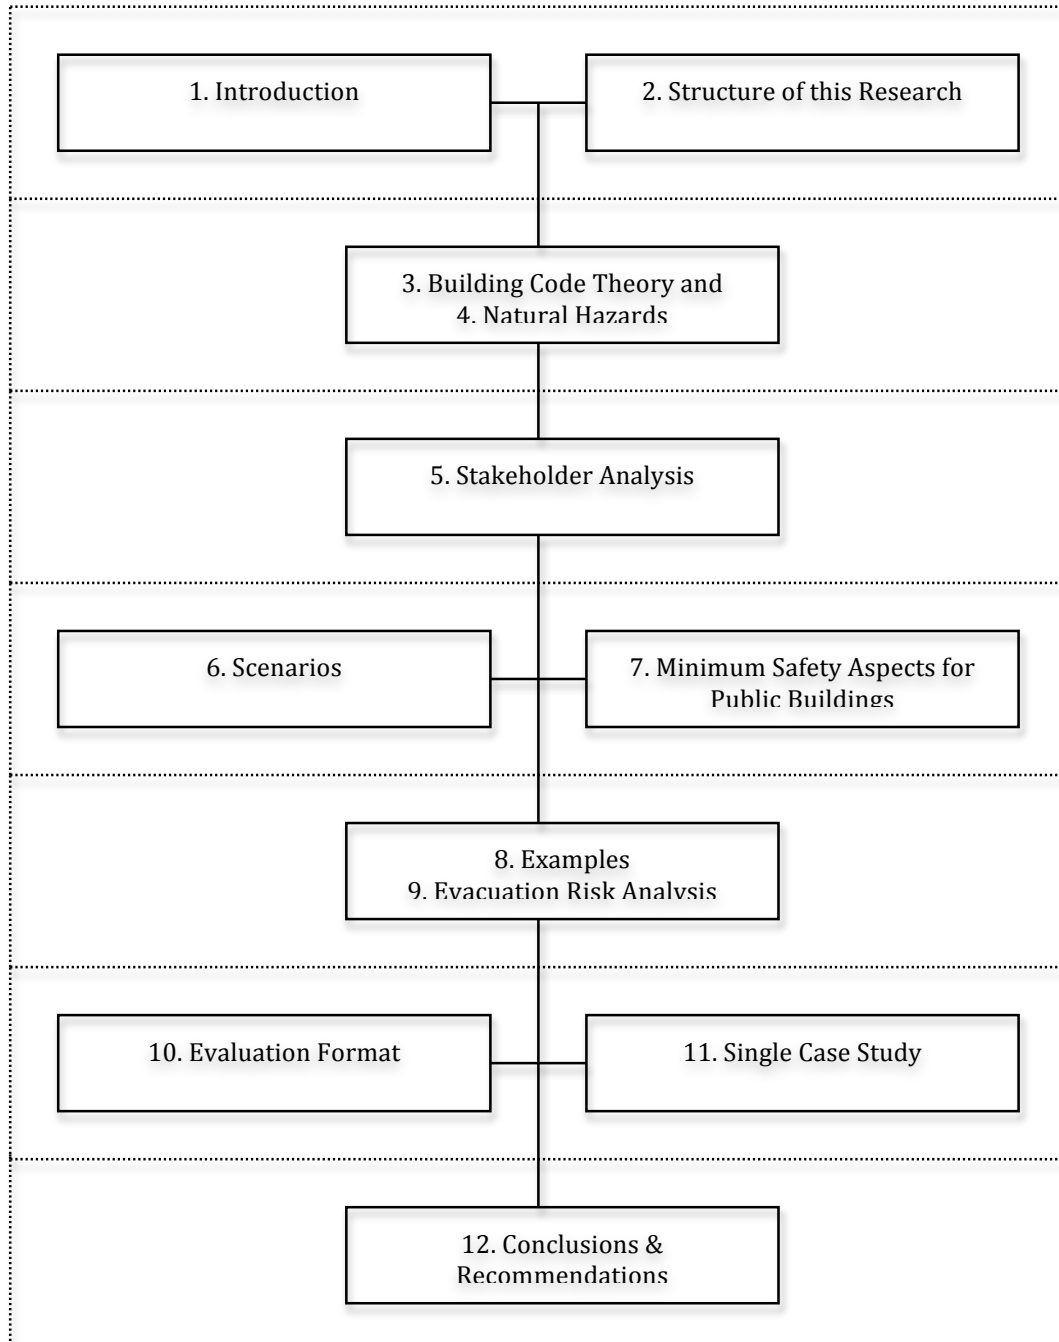 1. Introduction
2. Structure of this Research
3. Building Code Theory and
4. Natural Hazards
5. Stakeholder Analysis
6. Scenarios
7. Minimum Safety Aspects for
Public Buildings
8. Examples
9. Evacuation Risk Analysis
10. Evaluation Format
11. Single Case Study
12. Conclusions &
Recommendations